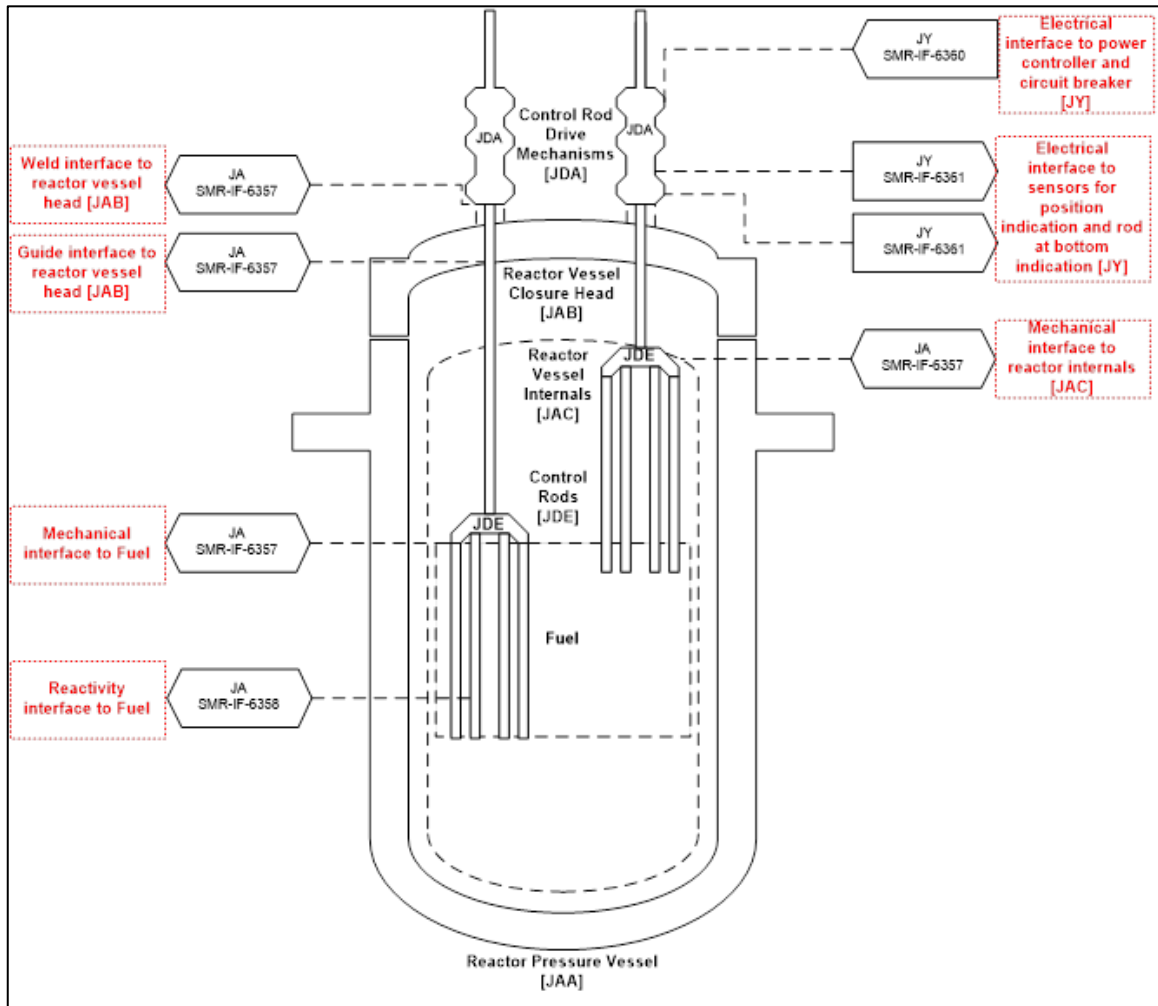 JY
SMR-IF-6360
Electrical
interface to power
controller and
circuit breaker
[JY]
JDA
Control Rod
Drive
Mechanisms
[JDA]
JDA
Weld interface to
reactor vessel
head [JAB]
JA
SMR-IF-6357
JY
SMR-IF-6361
Electrical
interface to
sensors for
position
indication and rod
at bottom
indication [JY]
JY
SMR-IF-6361
Guide interface to
reactor vessel
head [JAB]
JA
SMR-IF-6357
Reactor Vessel
Closure Head
[JAB]
Reactor
Vessel
Internals
[JAC]
JDE
JA
SMR-IF-6357
Mechanical
interface to
reactor internals
[JAC]
Control
Rods
[JDE]
Mechanical
interface to Fuel
JA
SMR-IF-6357
JDE
Fuel
Reactivity
interface to Fuel
JA
SMR-IF-6358
Reactor Pressure Vessel
[JAA]